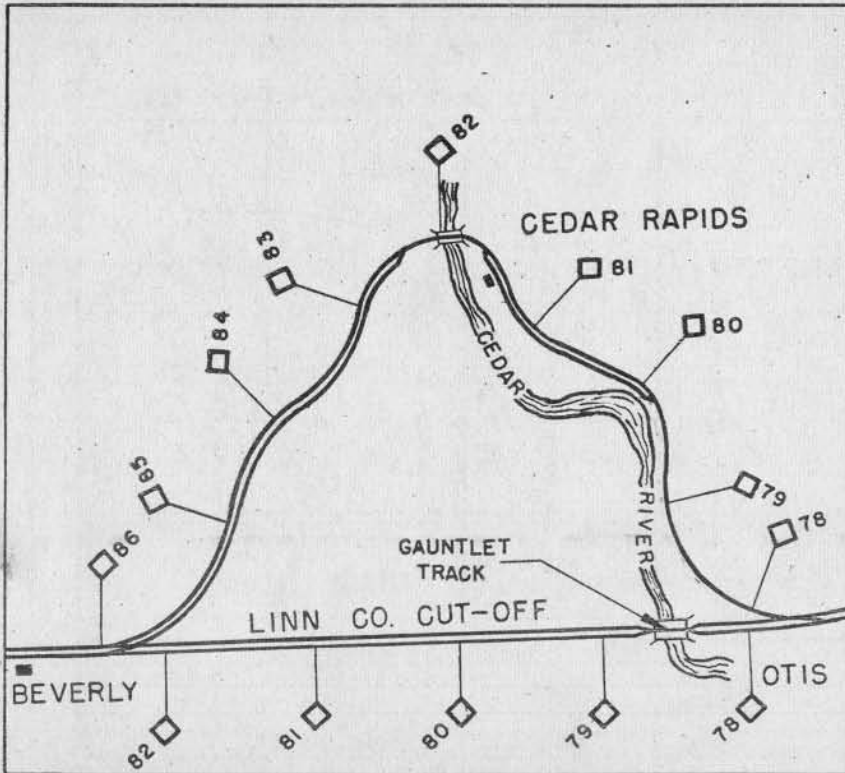 82
CEDAR RAPIDS
83
81
84
80
CEDAR
85
79
RIVER
78
86
GAUNTLET
TRACK
LINN CO. CUT-OFF
BEVERLY
OTIS
82
81
80
79
78